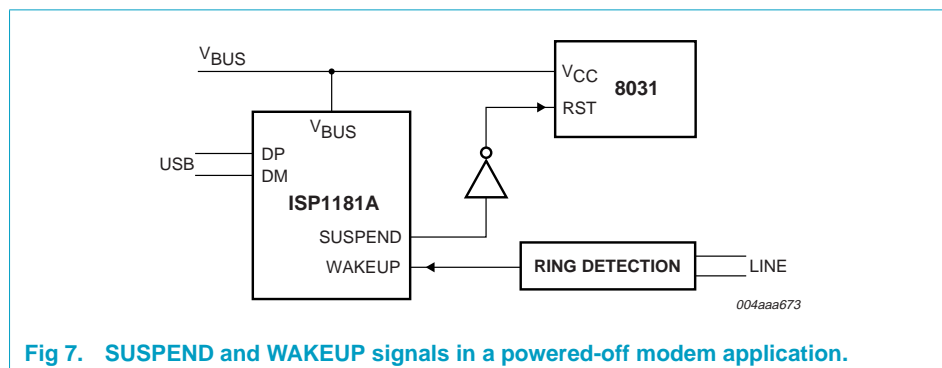 VBUS
VCC
8031
RST
VBUS
DP
USB
DM
ISP1181A
SUSPEND
WAKEUP
RING DETECTION
LINE
004aaa673
Fig 7. SUSPEND and WAKEUP signals in a powered-off modem application.